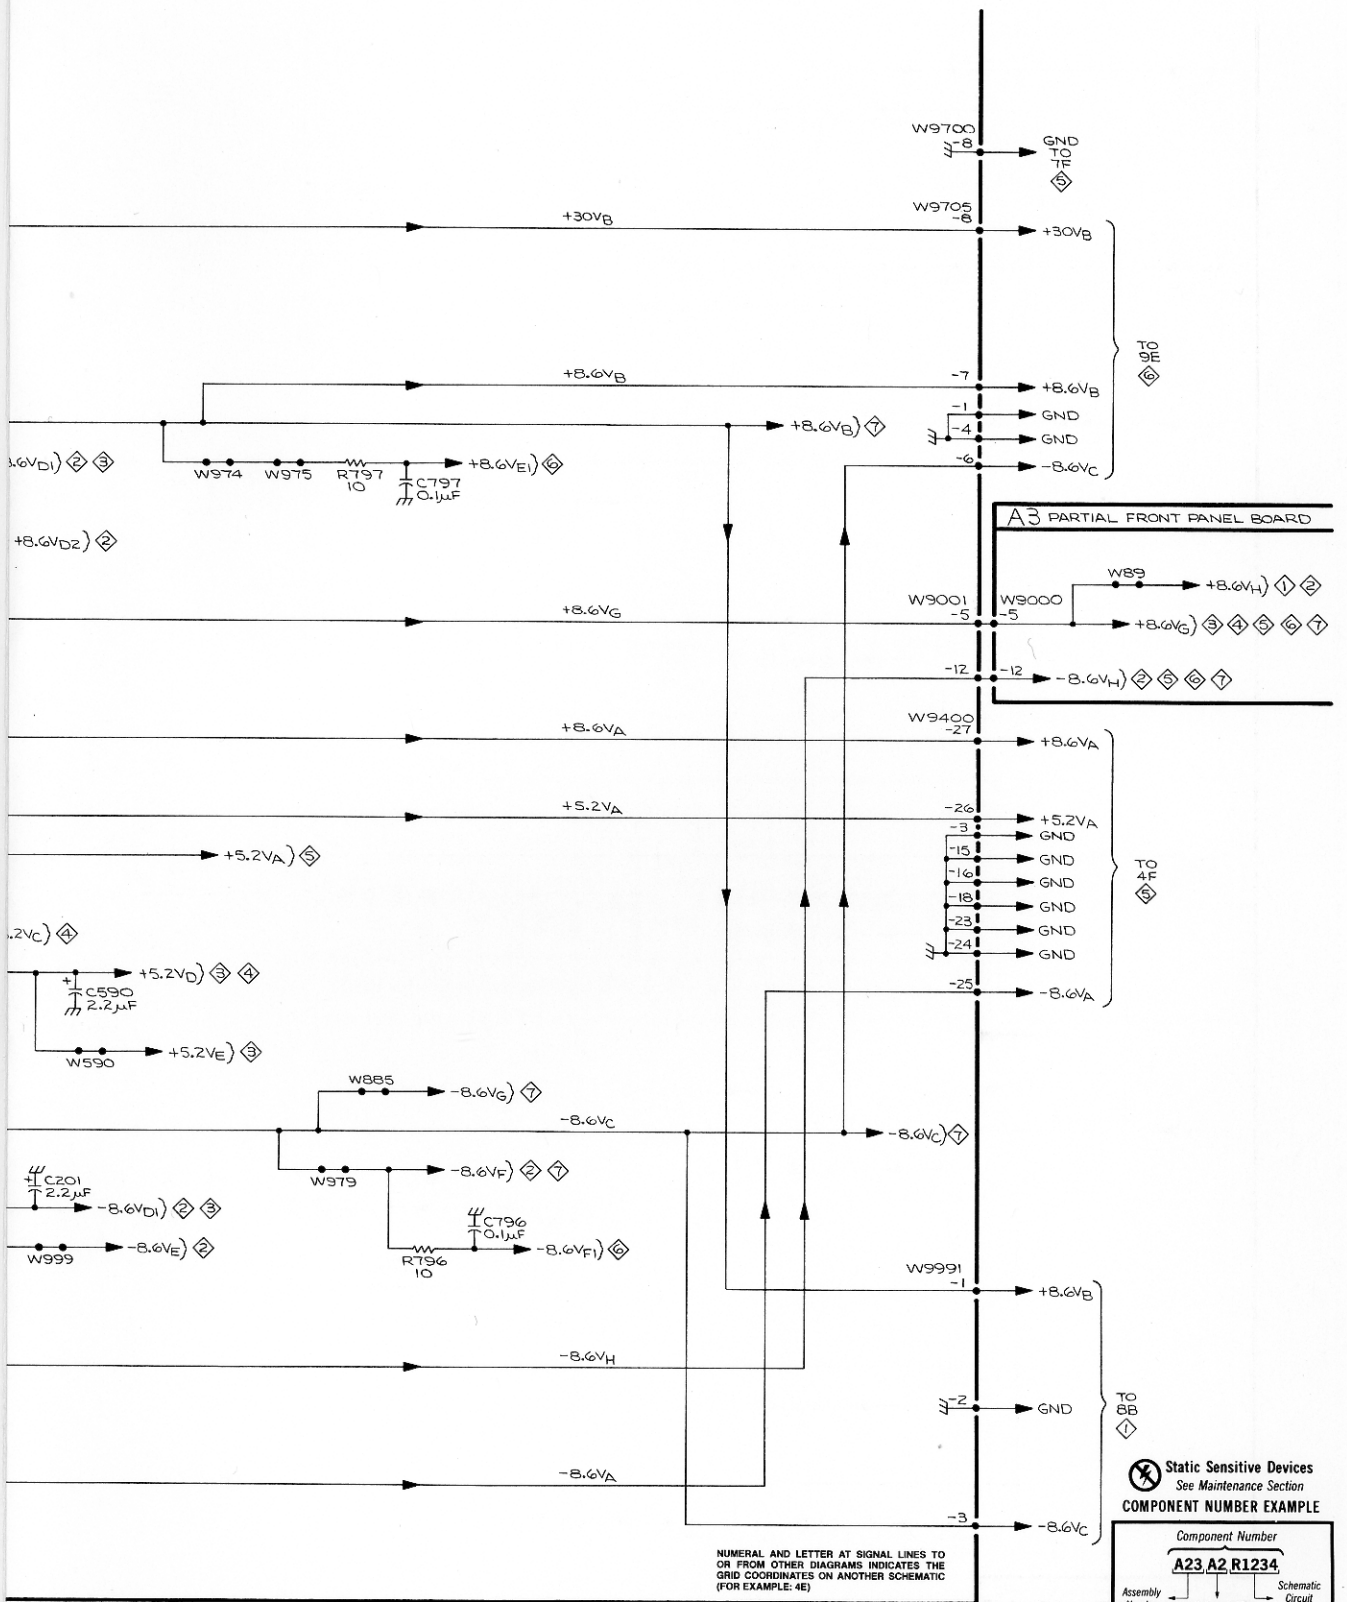 W9700
-8
GND
TO
7F
5
W9705
-8
+30VB
+30VB
TO
9E
6
+8.6VB
-7
+8.6VB
-1
GND
+8.6VB) 7
-4
GND
-6
-8.6VC
.6VD1) 2 3
W974
W975
R797
10
C797
0.1µF
+8.6VE1) 6
+8.6VD2) 2
A3 PARTIAL FRONT PANEL BOARD
W89
+8.6VH) 1 2
+8.6VG
W9001
-5
W9000
-5
+8.6VG) 3 4 5 6 7
-12
-12
-8.6VH) 2 5 6 7
+8.6VA
W9400
-27
+8.6VA
+5.2VA
-26
+5.2VA
-3
GND
+5.2VA) 5
-15
GND
-16
GND
-18
GND
-23
GND
-24
GND
-25
-8.6VA
TO
4F
5
.2VC) 4
+5.2VD) 3 4
+
C590
2.2µF
W590
+5.2VE) 3
W885
-8.6VG) 7
-8.6VC
-8.6VC) 7
W979
-8.6VF) 2 7
+
C201
2.2µF
-8.6VD1) 2 3
W999
-8.6VE) 2
R796
10
C796
0.1µF
-8.6VF1) 6
W9991
-1
+8.6VB
-8.6VH
-2
GND
TO
8B
1
-8.6VA
-3
-8.6VC
NUMERAL AND LETTER AT SIGNAL LINES TO
OR FROM OTHER DIAGRAMS INDICATES THE
GRID COORDINATES ON ANOTHER SCHEMATIC
(FOR EXAMPLE: 4E)
Static Sensitive Devices
See Maintenance Section
COMPONENT NUMBER EXAMPLE
Component Number
A23 A2 R1234
Assembly
Schematic
Circuit